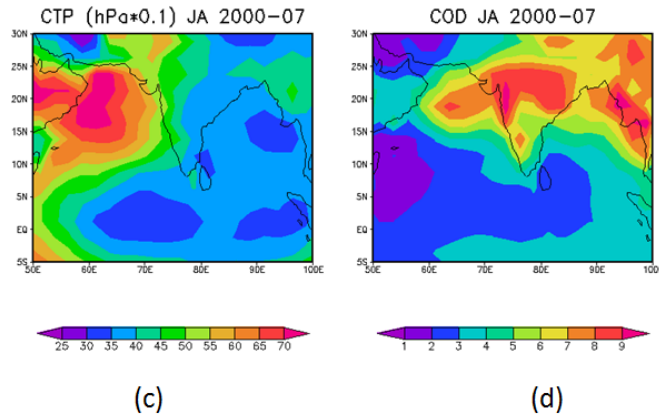 CTP (hPa*0.1) JA 2000-07
30N
25N
20N
15N
10N
5N
EQ
5S
50E 60E 70E 80E 90E 100E
25 30 35 40 45 50 55 60 65 70
(c)
COD JA 2000-07
30N
25N
20N
15N
10N
5N
EQ
5S
50E 60E 70E 80E 90E 100E
1 2 3 4 5 6 7 8 9
(d)